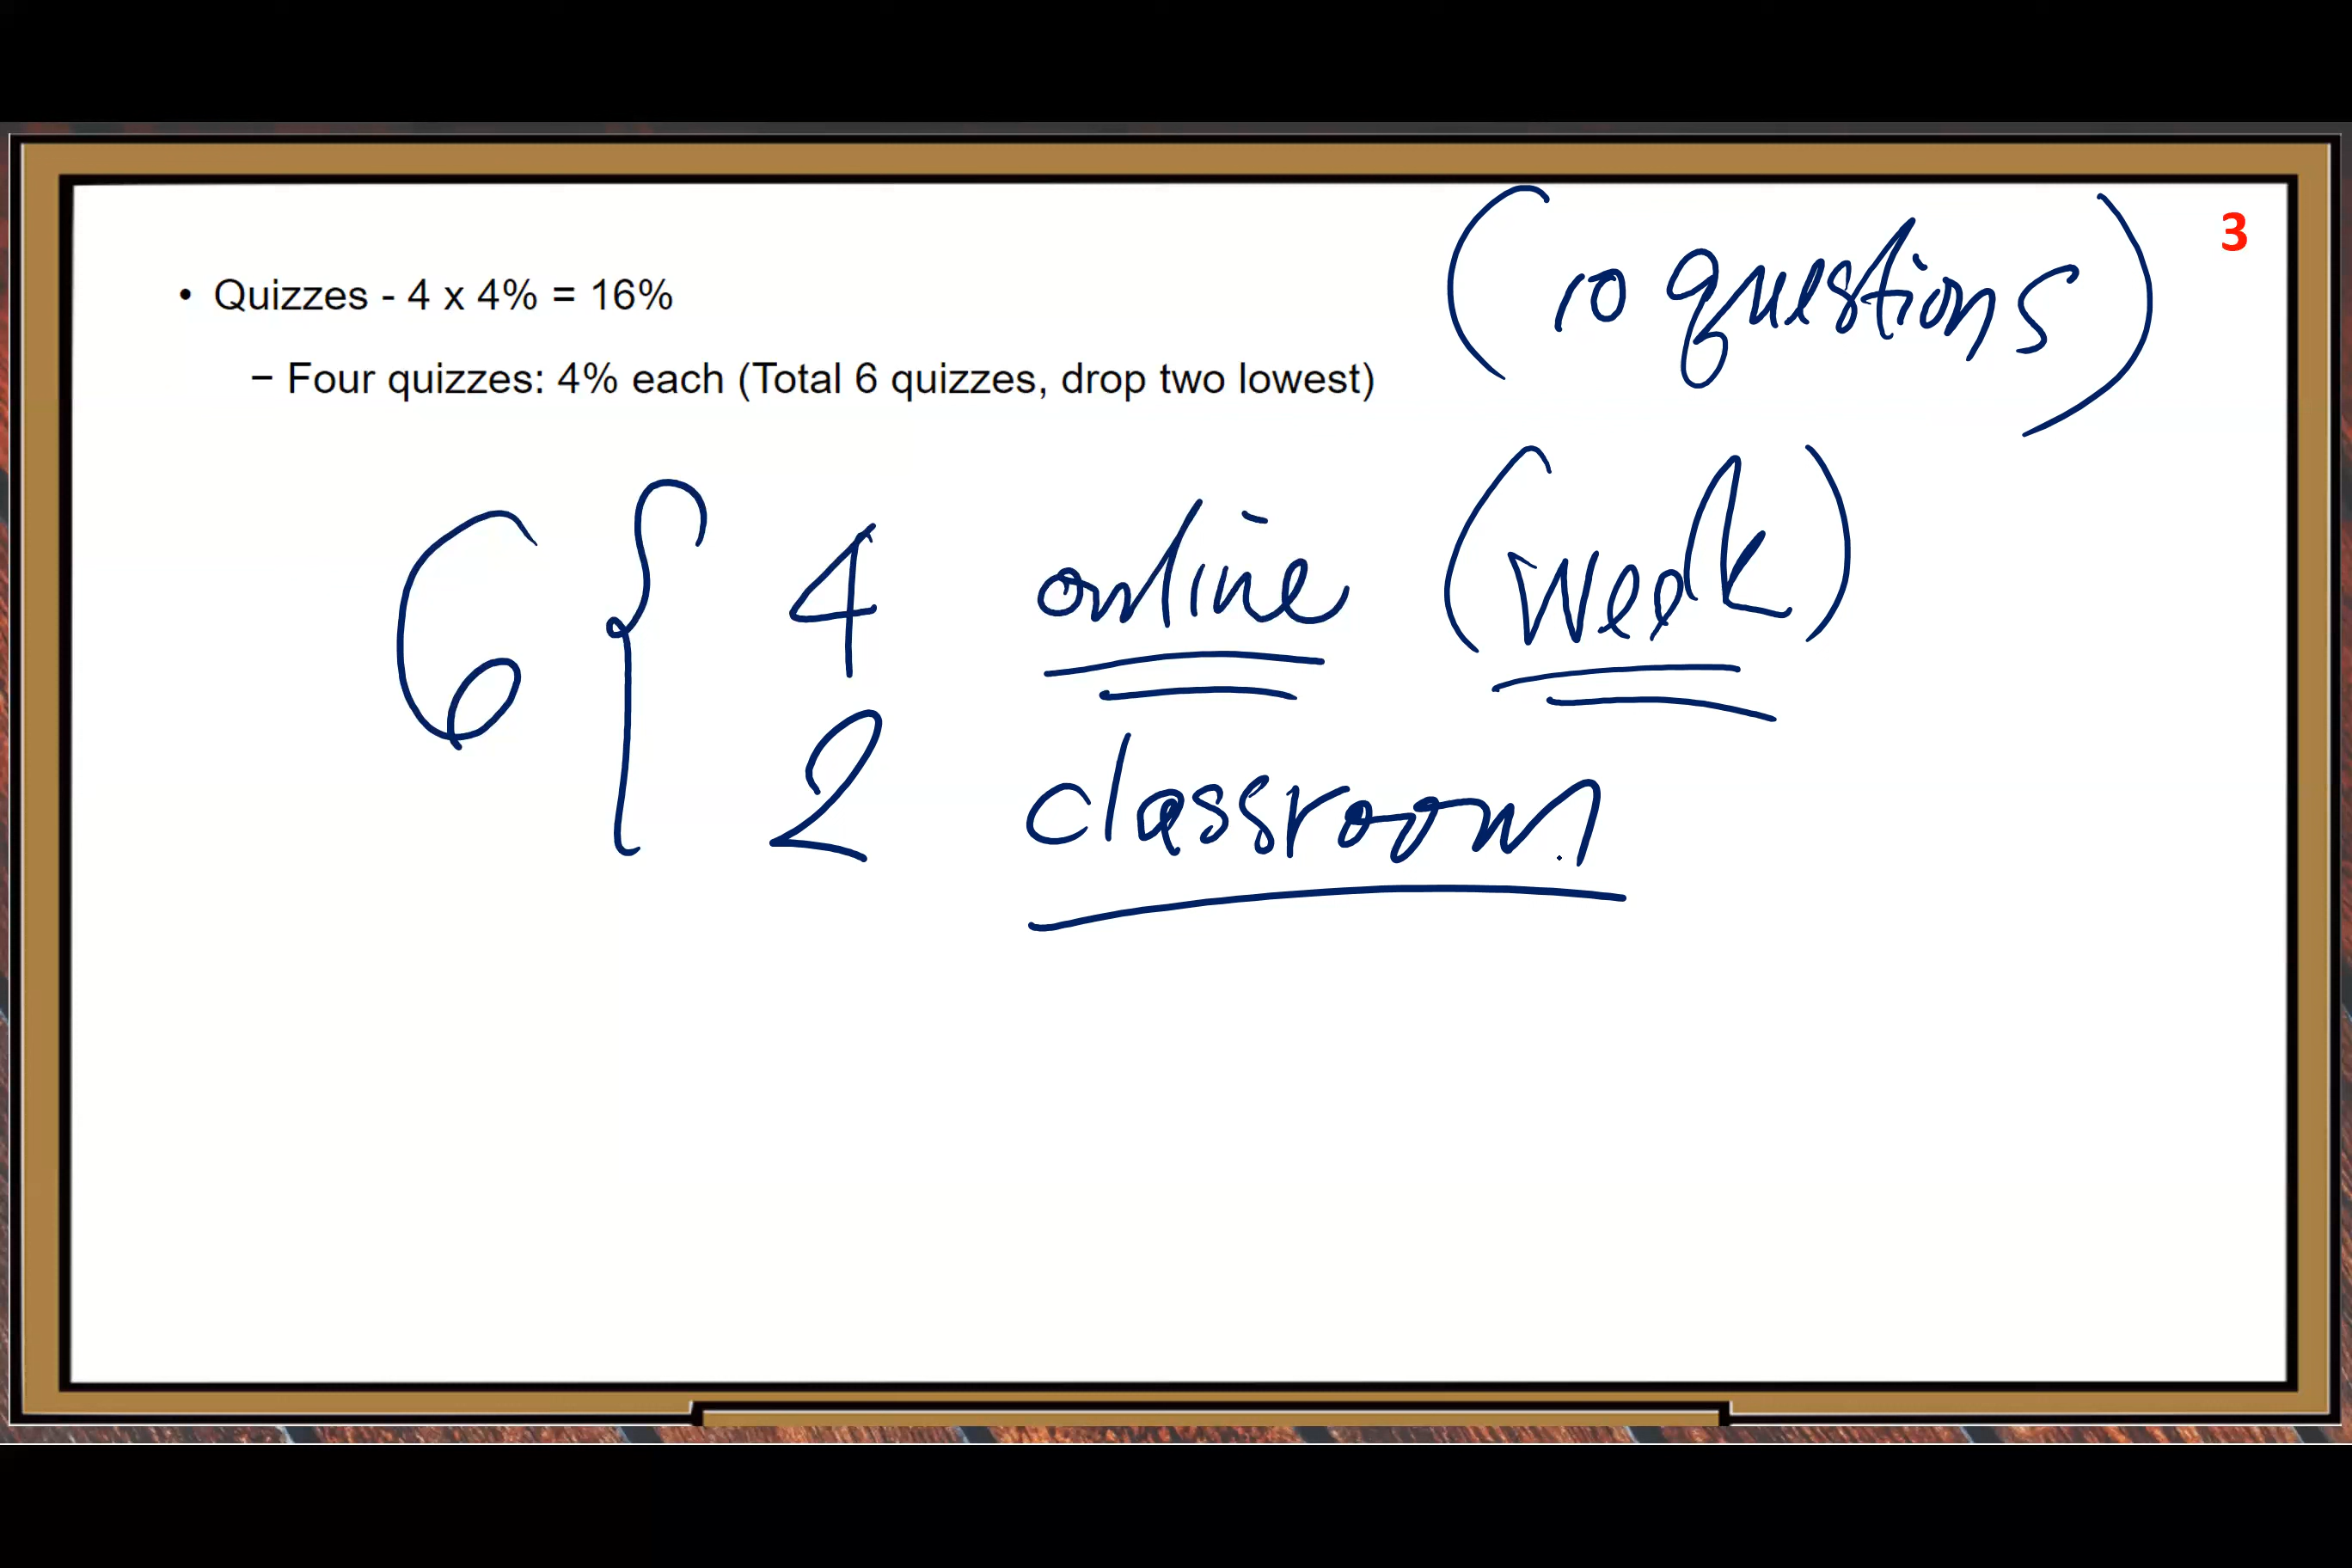 (10 questions)
3
• Quizzes - 4 x 4% = 16%
– Four quizzes: 4% each (Total 6 quizzes, drop two lowest)
6 { 4 online (week)
2 classroom